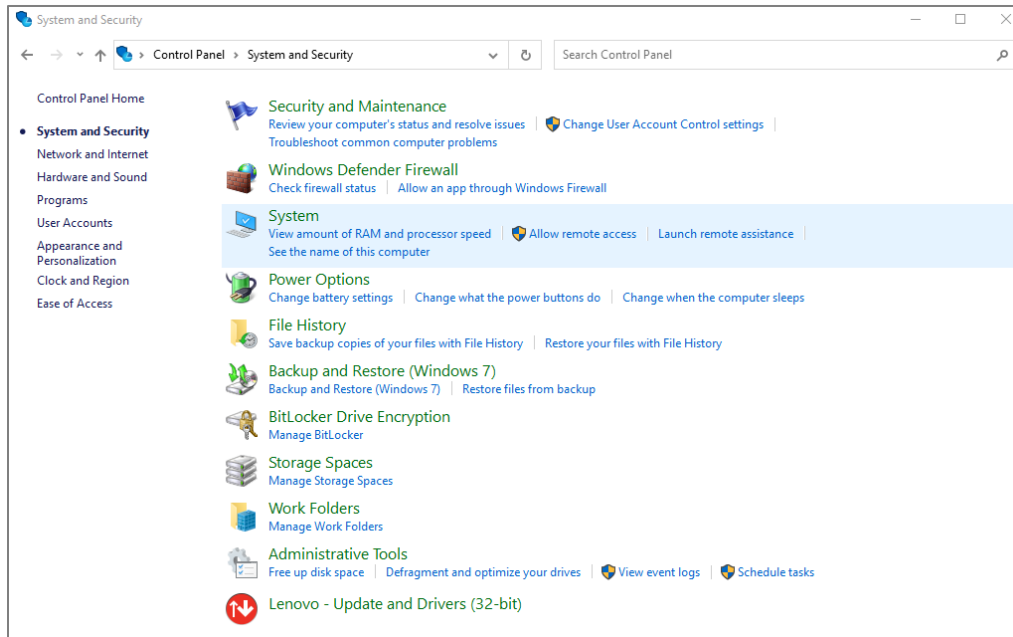 System and Security
Control Panel > System and Security
Search Control Panel
Control Panel Home
System and Security
Network and Internet
Hardware and Sound
Programs
User Accounts
Appearance and
Personalization
Clock and Region
Ease of Access
Security and Maintenance
Review your computer's status and resolve issues | Change User Account Control settings |
Troubleshoot common computer problems
Windows Defender Firewall
Check firewall status | Allow an app through Windows Firewall
System
View amount of RAM and processor speed | Allow remote access | Launch remote assistance |
See the name of this computer
Power Options
Change battery settings | Change what the power buttons do | Change when the computer sleeps
File History
Save backup copies of your files with File History | Restore your files with File History
Backup and Restore (Windows 7)
Backup and Restore (Windows 7) | Restore files from backup
BitLocker Drive Encryption
Manage BitLocker
Storage Spaces
Manage Storage Spaces
Work Folders
Manage Work Folders
Administrative Tools
Free up disk space | Defragment and optimize your drives | View event logs | Schedule tasks
Lenovo - Update and Drivers (32-bit)